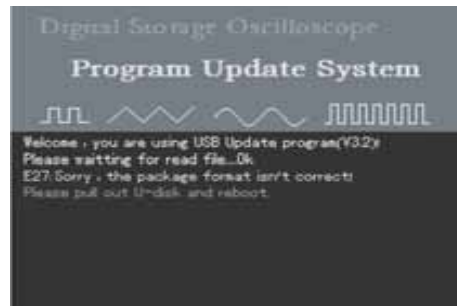 Digital Storage Oscilloscope
Program Update System
Welcome , you are using USB Update program(V3.2)!
Please waitting for read file...Ok
E27:Sorry , the package format isn't correct!
Please pull out U-disk and reboot.